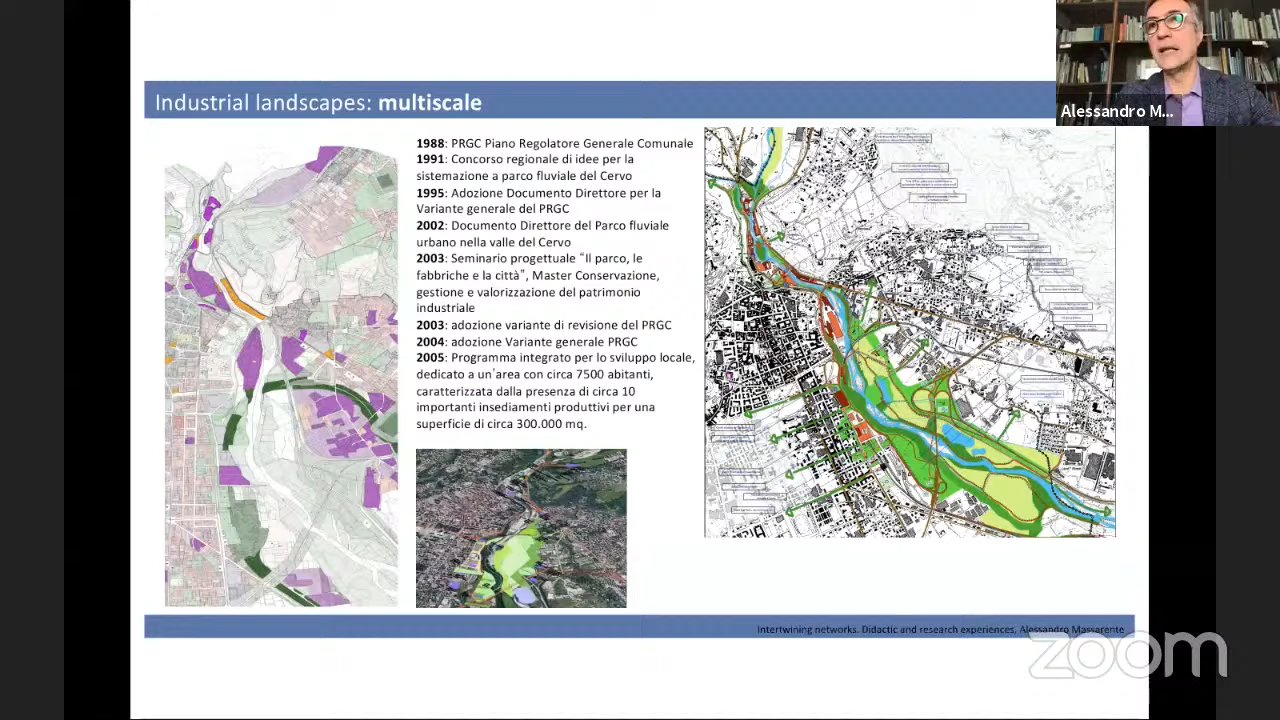 Industrial landscapes: multiscale
Alessandro M...
1988: PRGC Piano Regolatore Generale Comunale
1991: Concorso regionale di idee per la
sistemazione a parco fluviale del Cervo
1995: Adozione Documento Direttore per la
Variante generale del PRGC
2002: Documento Direttore del Parco fluviale
urbano nella valle del Cervo
2003: Seminario progettuale “Il parco, le
fabbriche e la città”, Master Conservazione,
gestione e valorizzazione del patrimonio
industriale
2003: adozione variante di revisione del PRGC
2004: adozione Variante generale PRGC
2005: Programma integrato per lo sviluppo locale,
dedicato a un'area con circa 7500 abitanti,
caratterizzata dalla presenza di circa 10
importanti insediamenti produttivi per una
superficie di circa 300.000 mq.
Intertwining networks. Didactic and research experiences. Alessandro Massarente
zoom